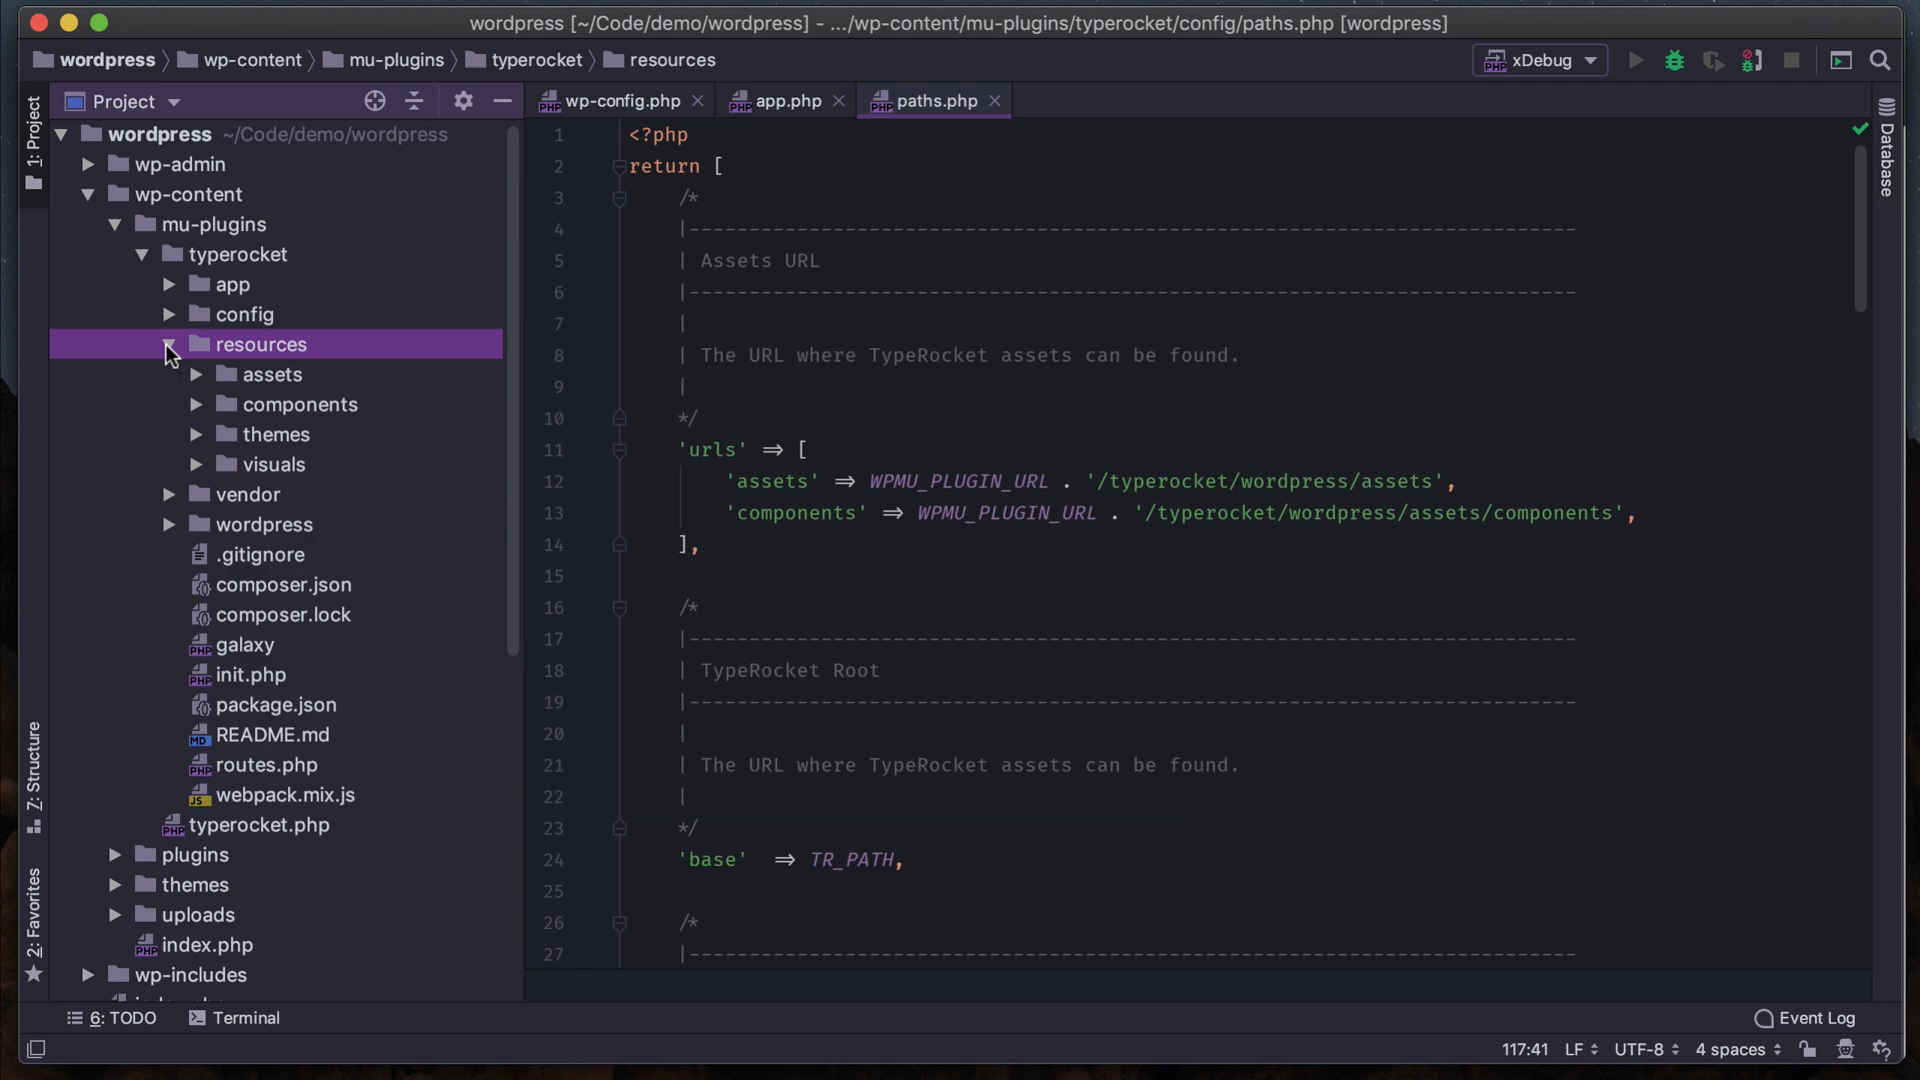 wordpress [~/Code/demo/wordpress] - .../wp-content/mu-plugins/typerocket/config/paths.php [wordpress]
wordpress wp-content mu-plugins typerocket resources
PHP xDebug
Project
wp-config.php app.php paths.php
1: Project
wordpress ~/Code/demo/wordpress
wp-admin
wp-content
mu-plugins
typerocket
app
config
resources
assets
components
themes
visuals
vendor
wordpress
.gitignore
composer.json
composer.lock
galaxy
init.php
package.json
README.md
routes.php
webpack.mix.js
typerocket.php
plugins
themes
uploads
index.php
wp-includes
7: Structure
2: Favorites
1 <?php
2 return [
3 /*
4 |--------------------------------------------------------------------------
5 | Assets URL
6 |--------------------------------------------------------------------------
7 |
8 | The URL where TypeRocket assets can be found.
9 |
10 */
11 'urls' => [
12 'assets' => WPMU_PLUGIN_URL . '/typerocket/wordpress/assets',
13 'components' => WPMU_PLUGIN_URL . '/typerocket/wordpress/assets/components',
14 ],
15
16 /*
17 |--------------------------------------------------------------------------
18 | TypeRocket Root
19 |--------------------------------------------------------------------------
20 |
21 | The URL where TypeRocket assets can be found.
22 |
23 */
24 'base' => TR_PATH,
25
26 /*
27 |--------------------------------------------------------------------------
Database
6: TODO Terminal
Event Log
117:41 LF UTF-8 4 spaces